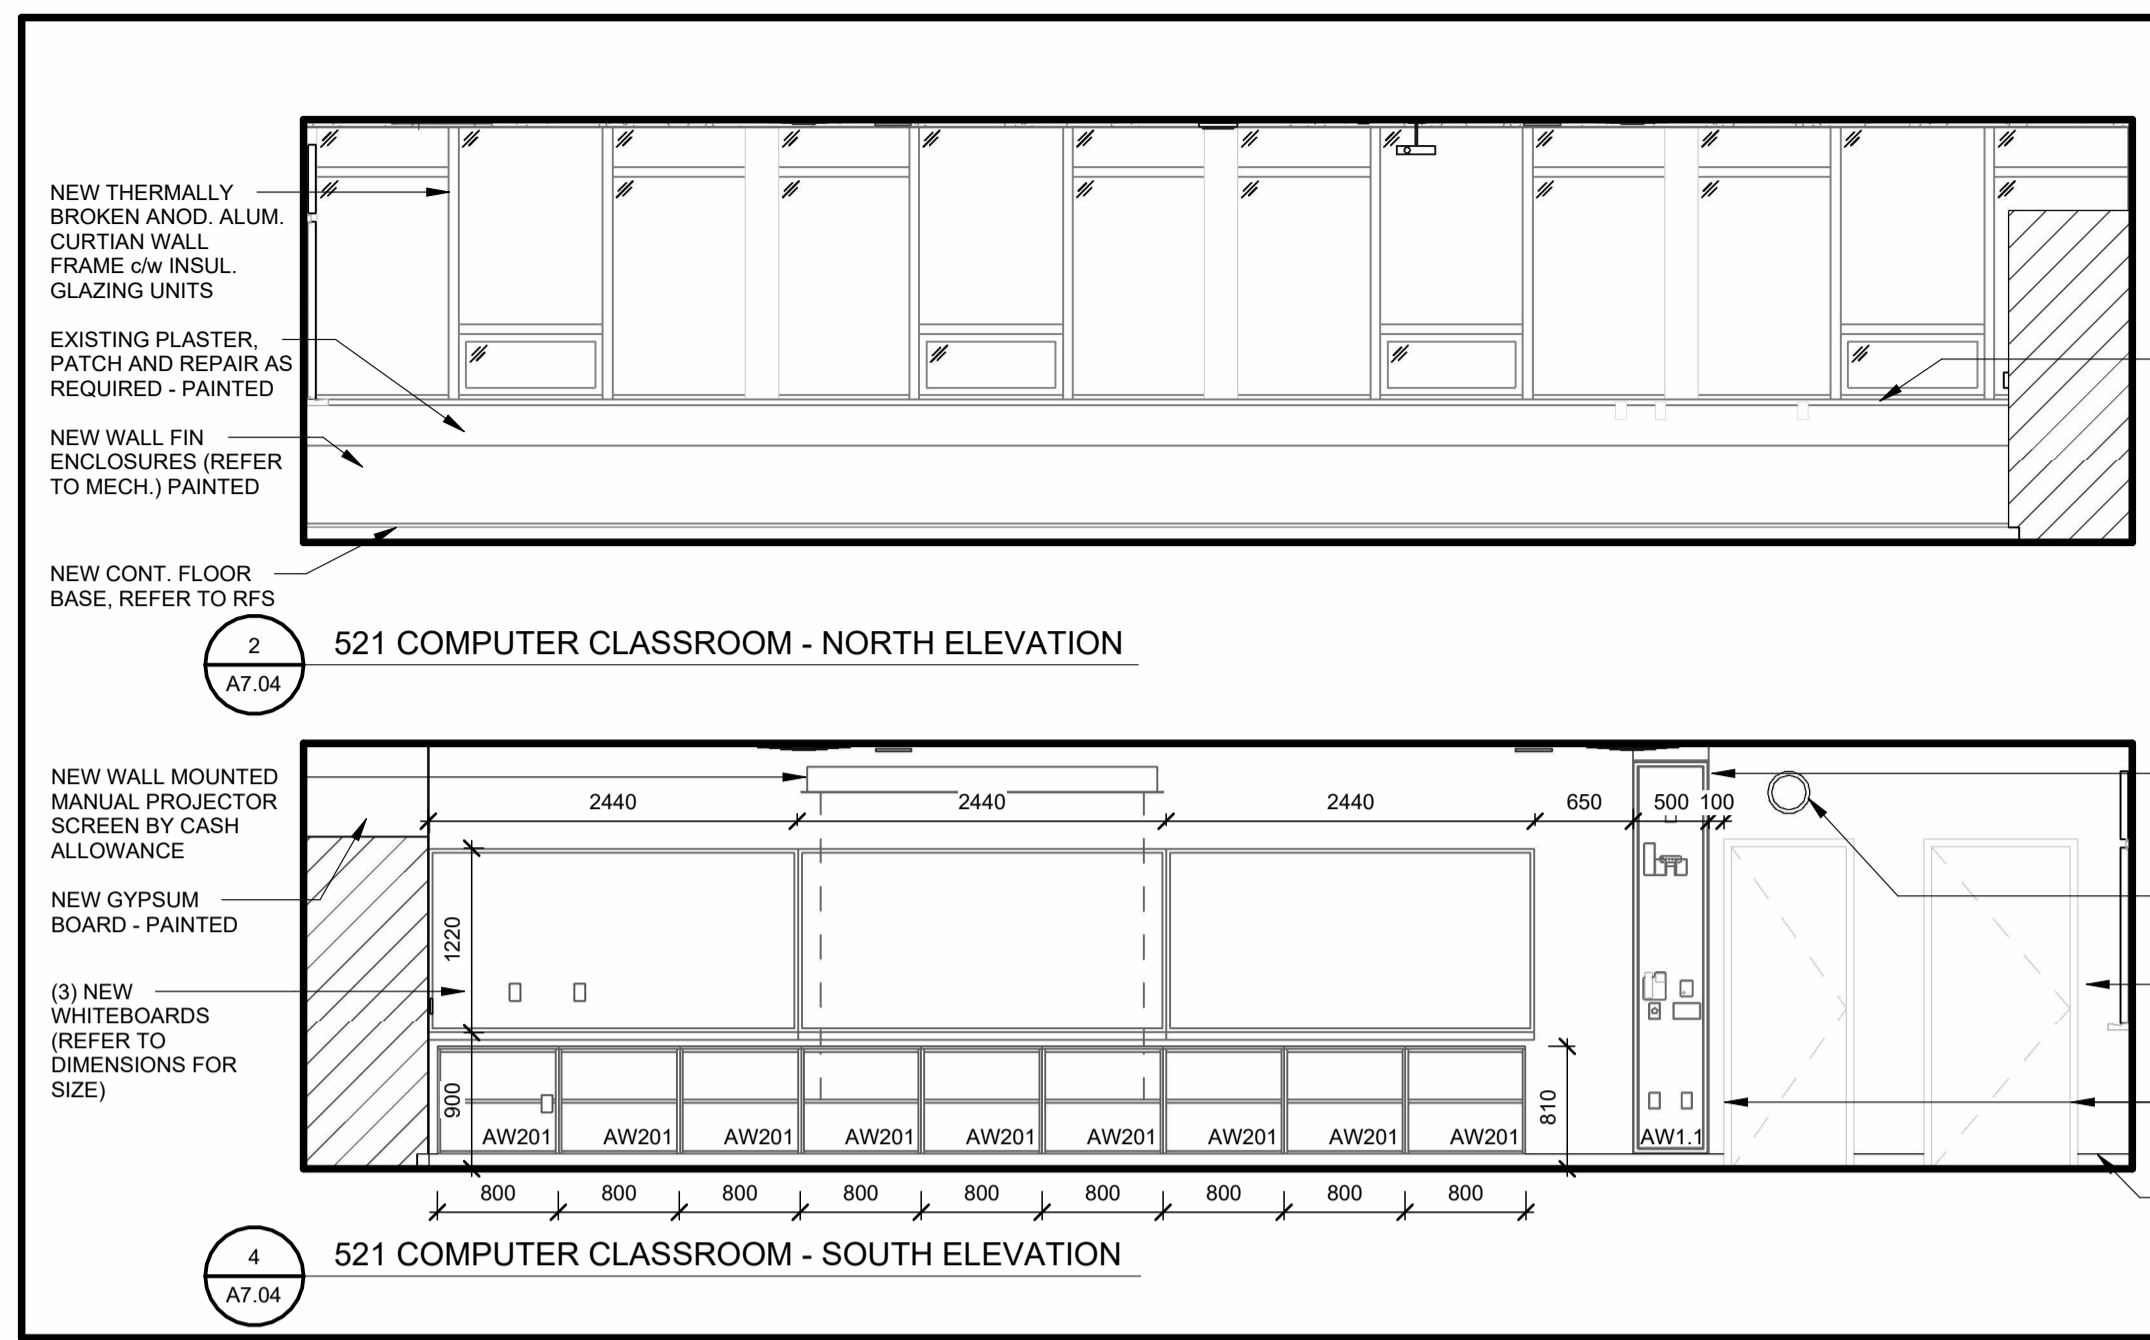 NEW THERMALLY
BROKEN ANOD. ALUM.
CURTIAN WALL
FRAME c/w INSUL.
GLAZING UNITS
EXISTING PLASTER,
PATCH AND REPAIR AS
REQUIRED - PAINTED
NEW WALL FIN
ENCLOSURES (REFER
TO MECH.) PAINTED
NEW CONT. FLOOR
BASE, REFER TO RFS
2
A7.04
521 COMPUTER CLASSROOM - NORTH ELEVATION
NEW WALL MOUNTED
MANUAL PROJECTOR
SCREEN BY CASH
ALLOWANCE
NEW GYPSUM
BOARD - PAINTED
(3) NEW
WHITEBOARDS
(REFER TO
DIMENSIONS FOR
SIZE)
2440 2440 2440 650 500 100
1220
900
810
AW201 AW201 AW201 AW201 AW201 AW201 AW201 AW201 AW201 AW1.1
800 800 800 800 800 800 800 800 800
4
A7.04
521 COMPUTER CLASSROOM - SOUTH ELEVATION